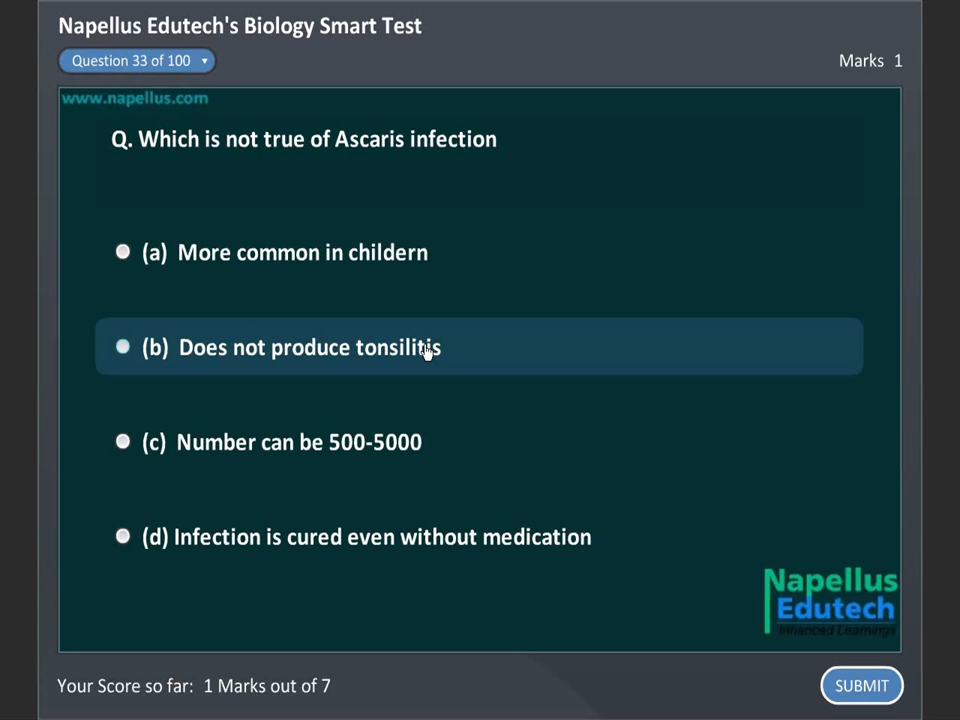 Napellus Edutech's Biology Smart Test
Question 33 of 100
Marks 1
www.napellus.com
Q. Which is not true of Ascaris infection
(a) More common in childern
(b) Does not produce tonsilitis
(c) Number can be 500-5000
(d) Infection is cured even without medication
Napellus
Edutech
Enhanced Learnings
Your Score so far: 1 Marks out of 7
SUBMIT